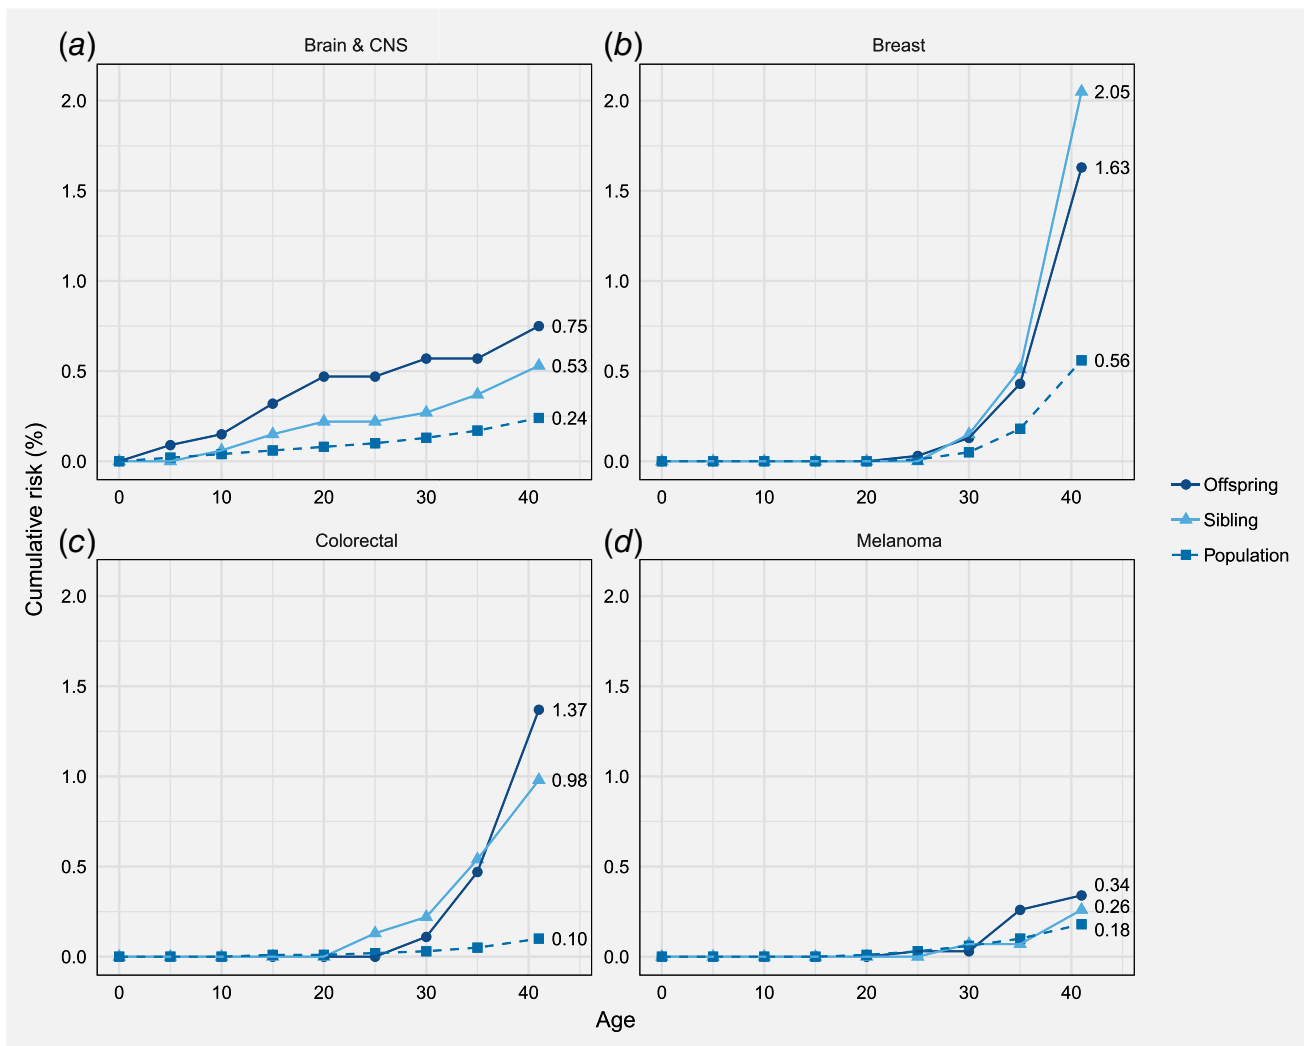 (a)
Brain & CNS
2.0
1.5
1.0
0.5
0.0
0.75
0.53
0.24
0 10 20 30 40
(b)
Breast
2.0
1.5
1.0
0.5
0.0
2.05
1.63
0.56
0 10 20 30 40
(c)
Colorectal
2.0
1.5
1.0
0.5
0.0
1.37
0.98
0.10
0 10 20 30 40
(d)
Melanoma
2.0
1.5
1.0
0.5
0.0
0.34
0.26
0.18
0 10 20 30 40
Cumulative risk (%)
Age
Offspring
Sibling
Population